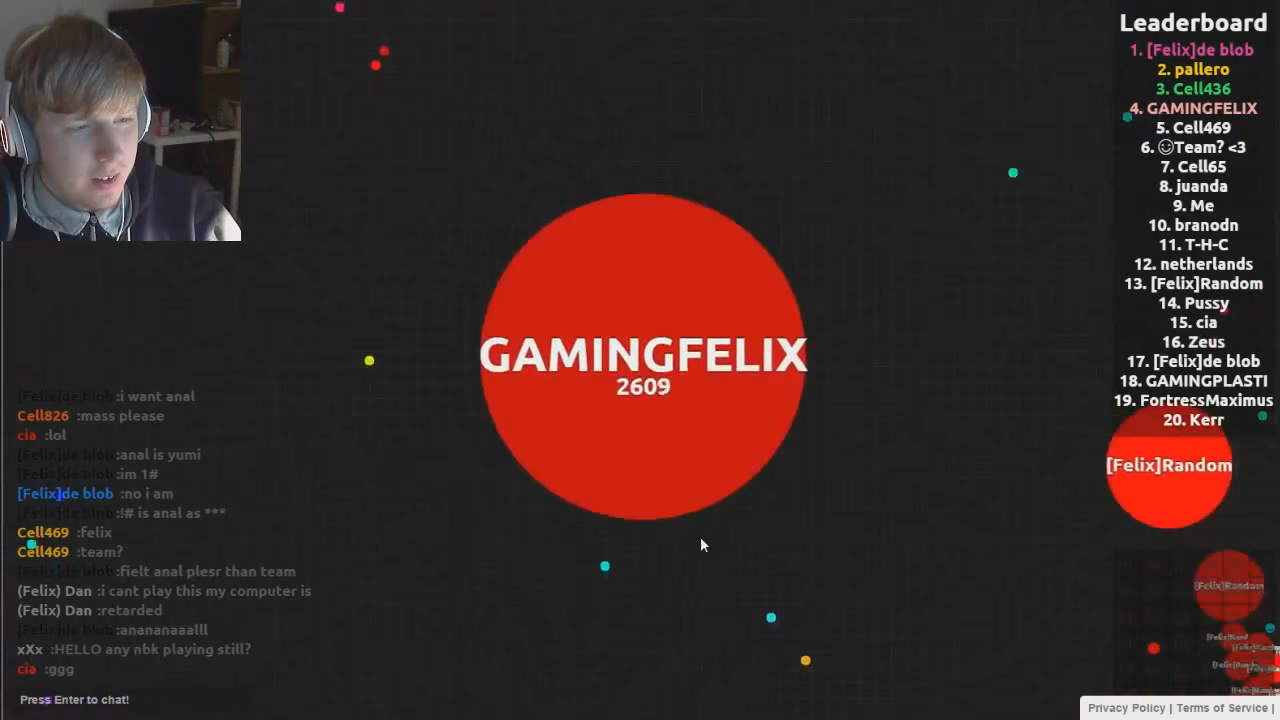 Leaderboard
1. [Felix]de blob
2. pallero
3. Cell436
4. GAMINGFELIX
5. Cell469
6. ☺Team? <3
7. Cell65
8. juanda
9. Me
10. branodn
11. T-H-C
12. netherlands
13. [Felix]Random
14. Pussy
15. cia
16. Zeus
17. [Felix]de blob
18. GAMINGPLASTI
19. FortressMaximus
20. Kerr
GAMINGFELIX
2609
[Felix]Random
[Felix]Random
[Felix]de blob :i want anal
Cell826 :mass please
cia :lol
[Felix]de blob :anal is yumi
[Felix]de blob :im 1#
[Felix]de blob :no i am
[Felix]de blob :!# is anal as ***
Cell469 :felix
Cell469 :team?
[Felix]de blob :fielt anal plesr than team
(Felix) Dan :i cant play this my computer is
(Felix) Dan :retarded
[Felix]de blob :anananaaalll
xXx :HELLO any nbk playing still?
cia :ggg
Press Enter to chat!
Privacy Policy | Terms of Service |